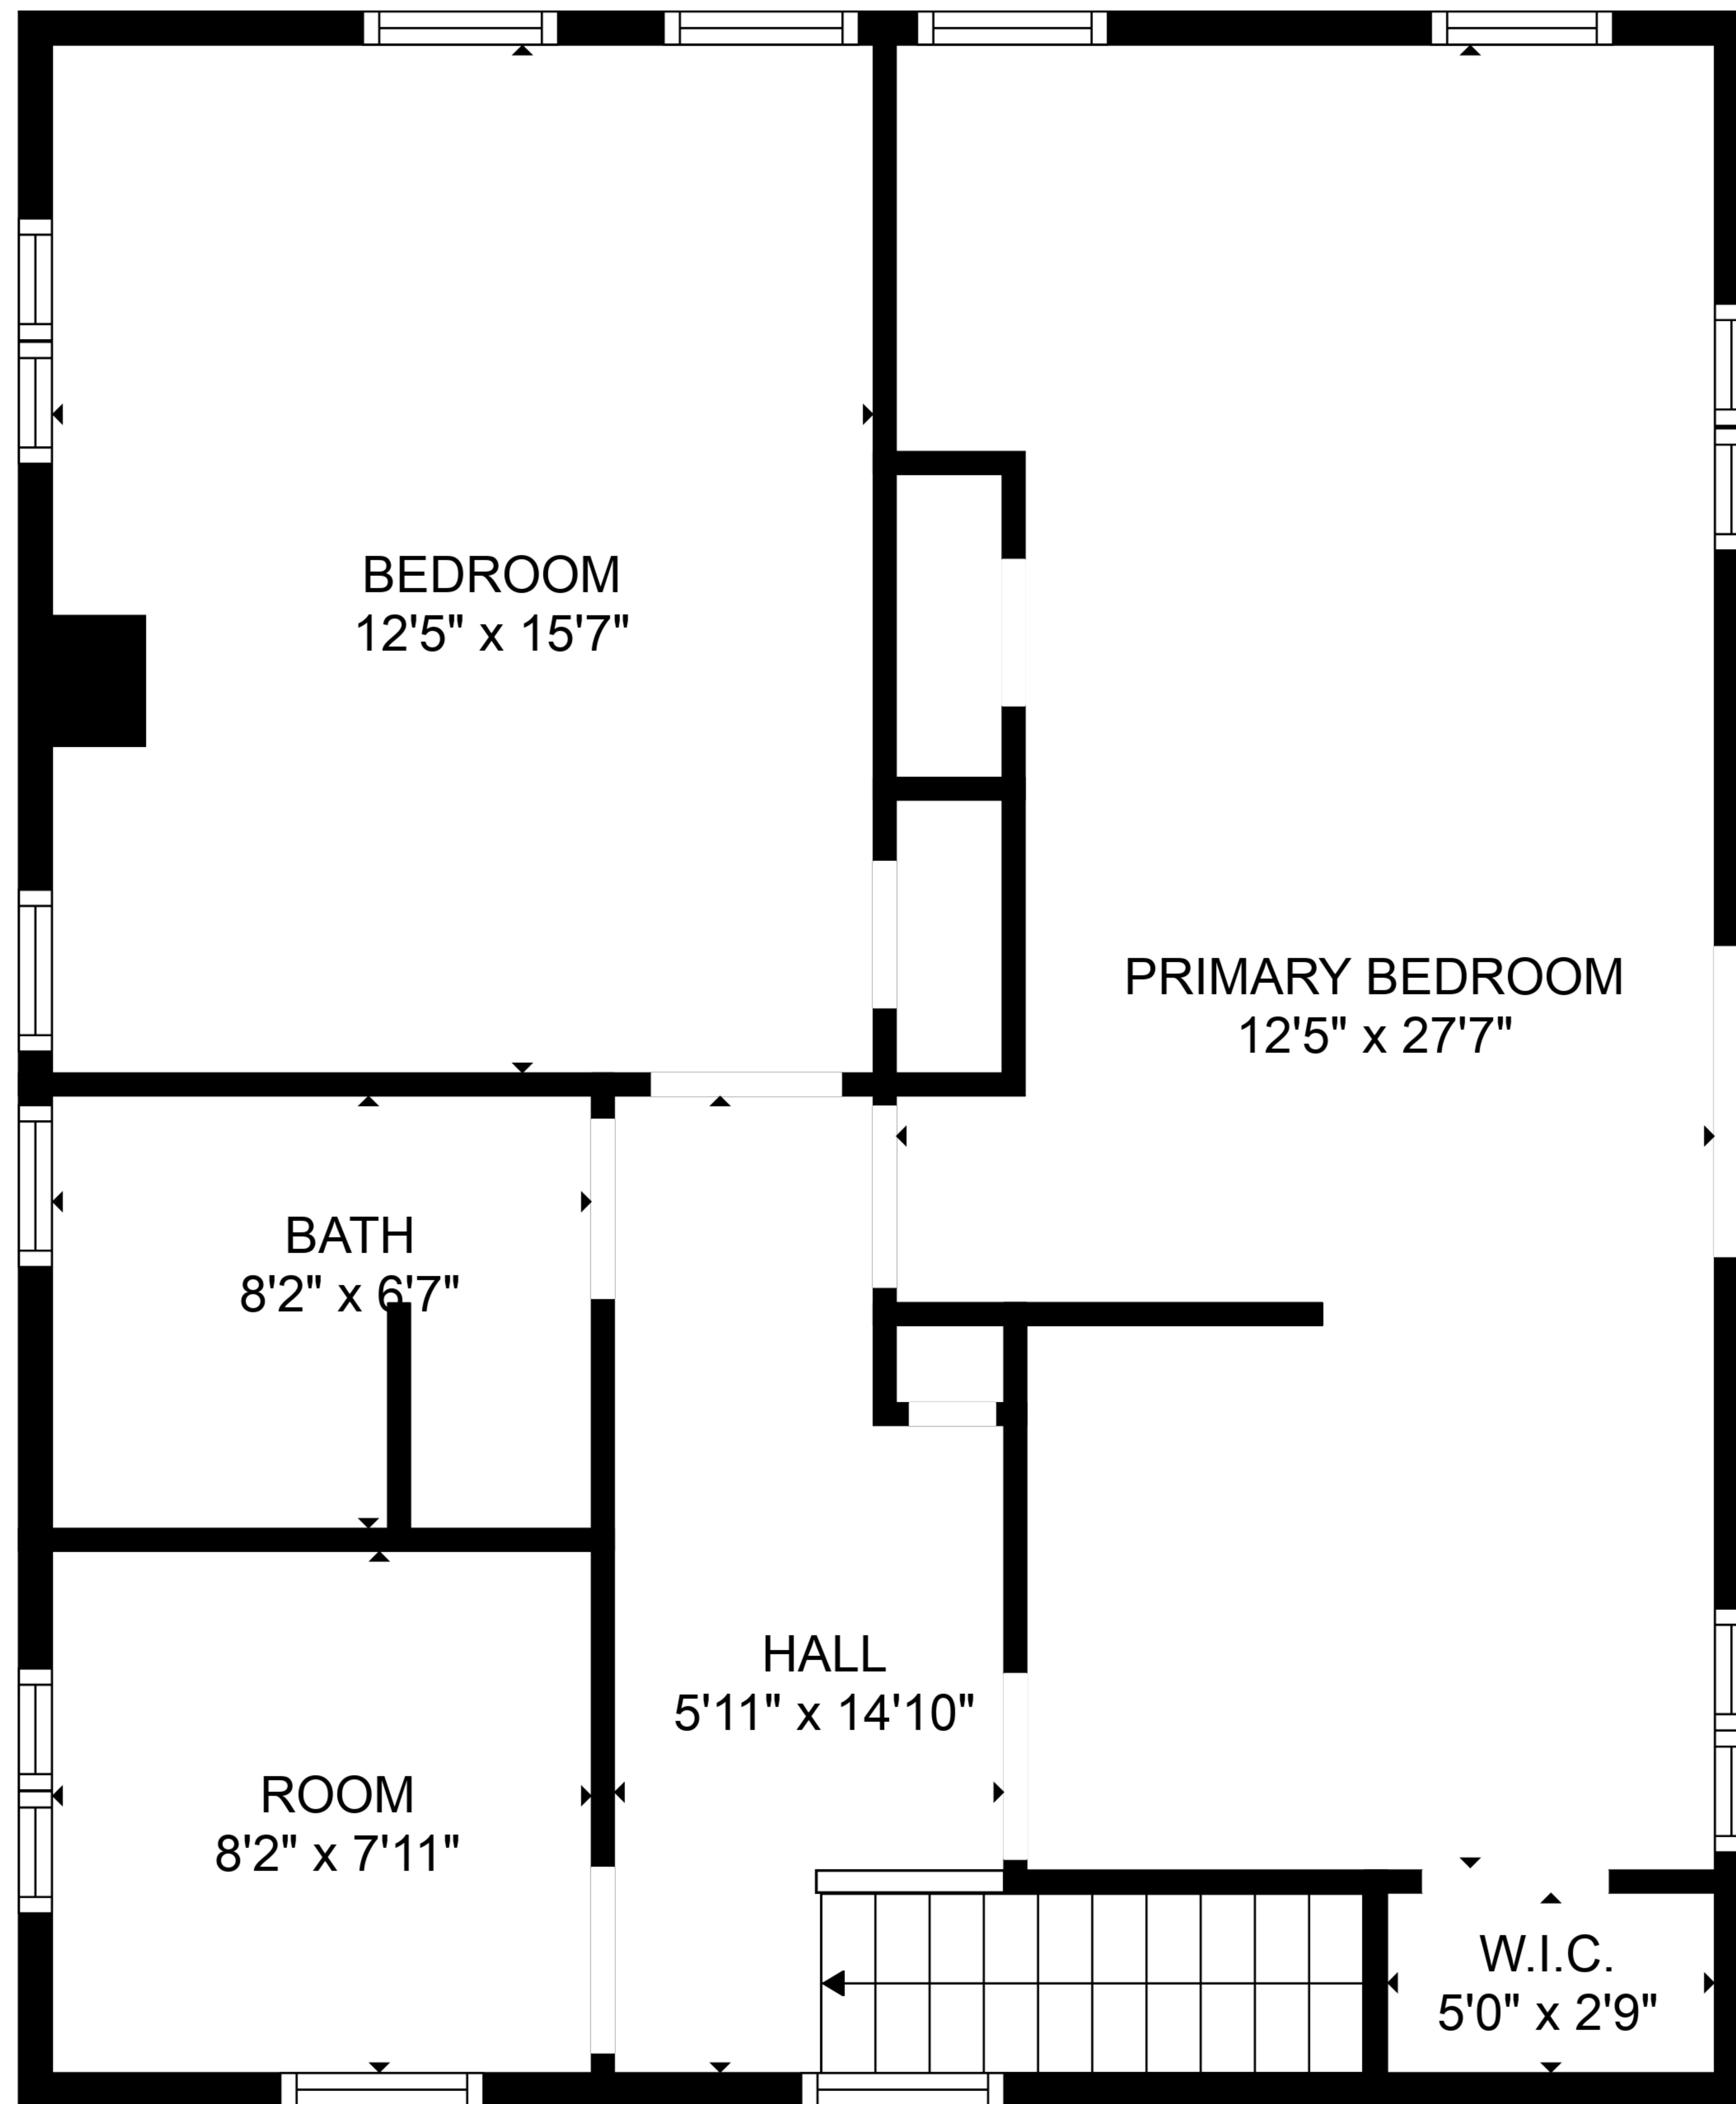 BEDROOM
12'5" x 15'7"
PRIMARY BEDROOM
12'5" x 27'7"
BATH
8'2" x 6'7"
HALL
5'11" x 14'10"
ROOM
8'2" x 7'11"
W.I.C.
5'0" x 2'9"